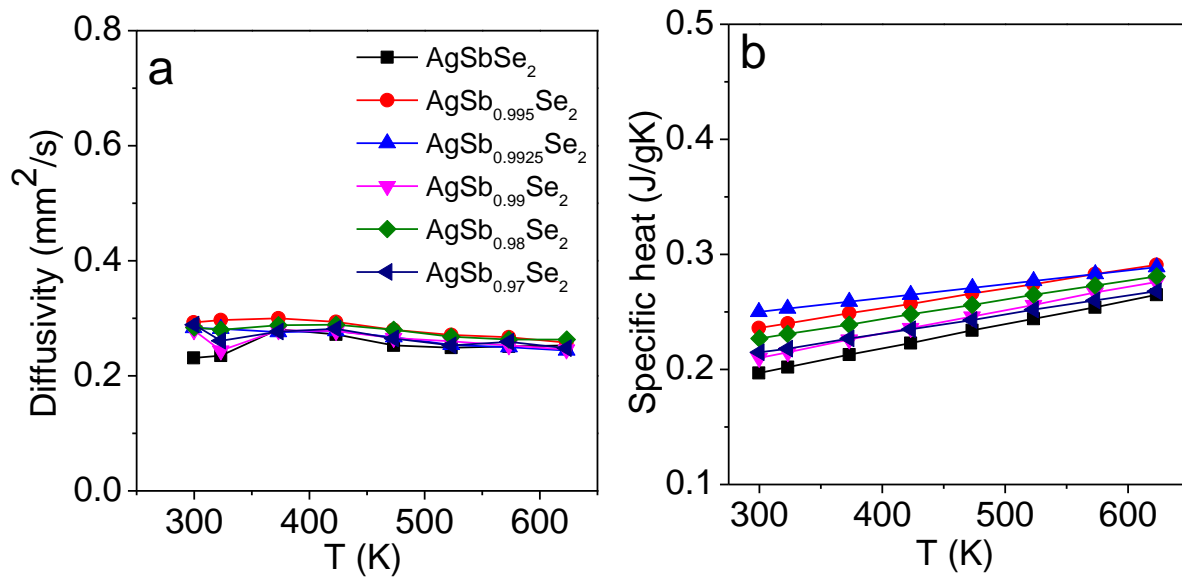 a
Diffusivity (mm²/s)
0.8
0.6
0.4
0.2
0.0
AgSbSe₂
AgSb₀.₉₉₅Se₂
AgSb₀.₉₉₂₅Se₂
AgSb₀.₉₉Se₂
AgSb₀.₉₈Se₂
AgSb₀.₉₇Se₂
300 400 500 600
T (K)
b
Specific heat (J/gK)
0.5
0.4
0.3
0.2
0.1
300 400 500 600
T (K)